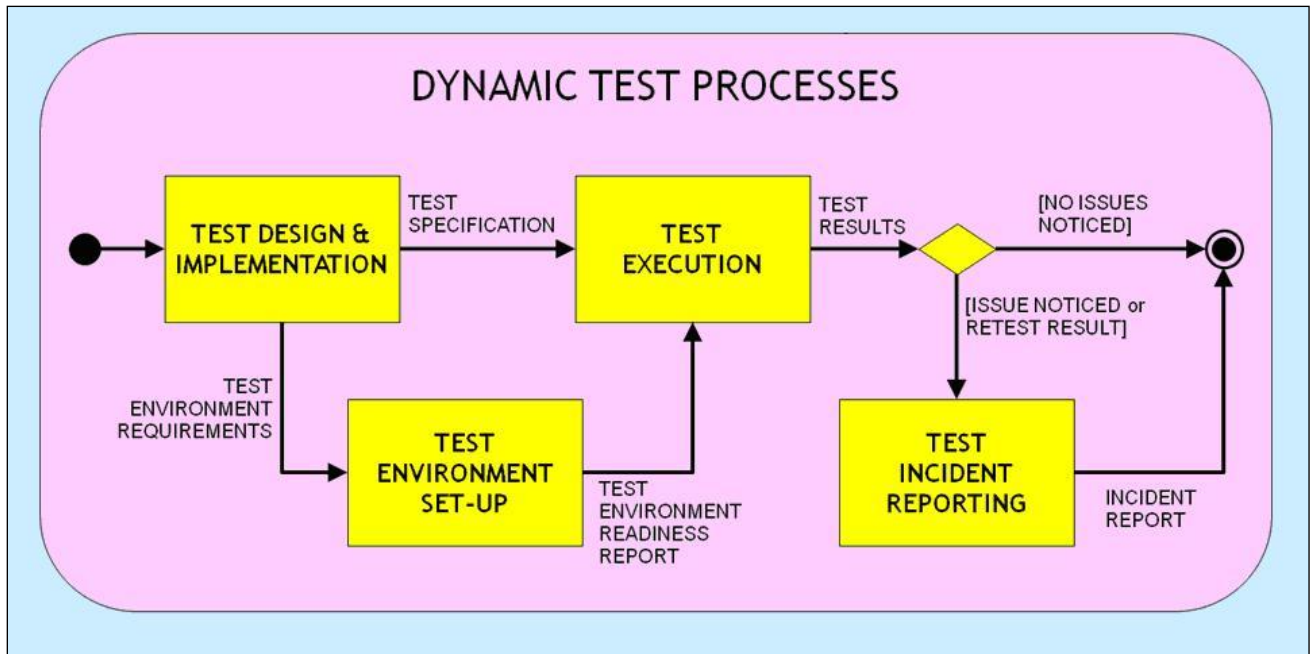 DYNAMIC TEST PROCESSES
TEST DESIGN &
IMPLEMENTATION
TEST
SPECIFICATION
TEST
EXECUTION
TEST
RESULTS
[NO ISSUES
NOTICED]
[ISSUE NOTICED or
RETEST RESULT]
TEST
ENVIRONMENT
REQUIREMENTS
TEST
ENVIRONMENT
SET-UP
TEST
ENVIRONMENT
READINESS
REPORT
TEST
INCIDENT
REPORTING
INCIDENT
REPORT